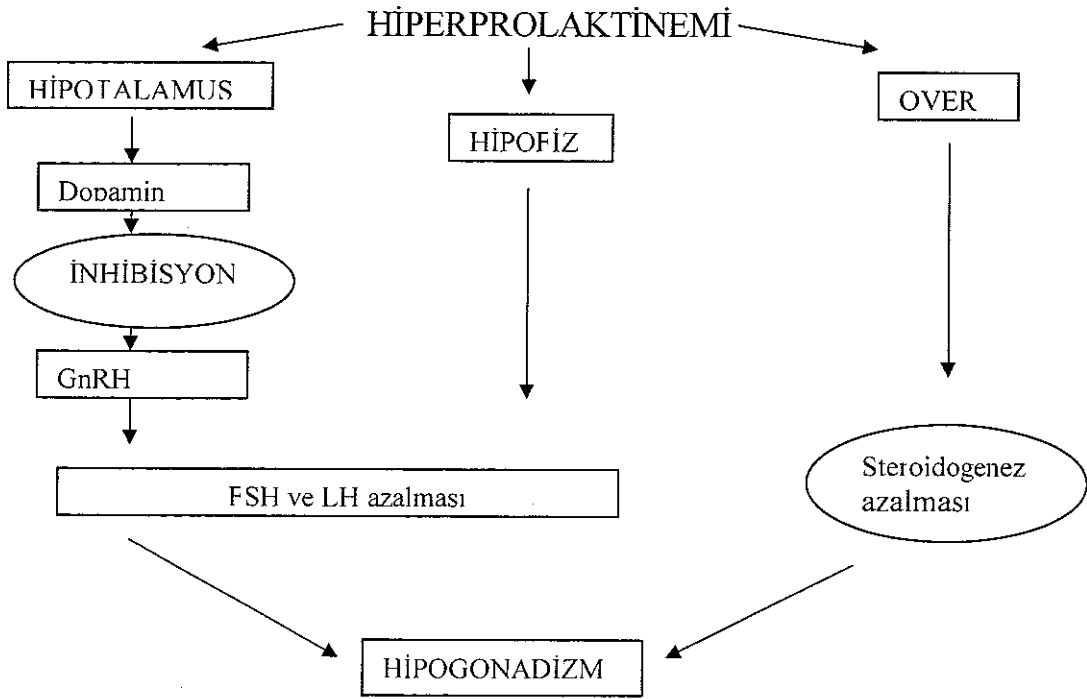 HİPERPROLAKTİNEMİ
HİPOTALAMUS
HİPOFİZ
OVER
Dopamin
İNHİBİSYON
GnRH
FSH ve LH azalması
Steroidogenez
azalması
HİPOGONADİZM